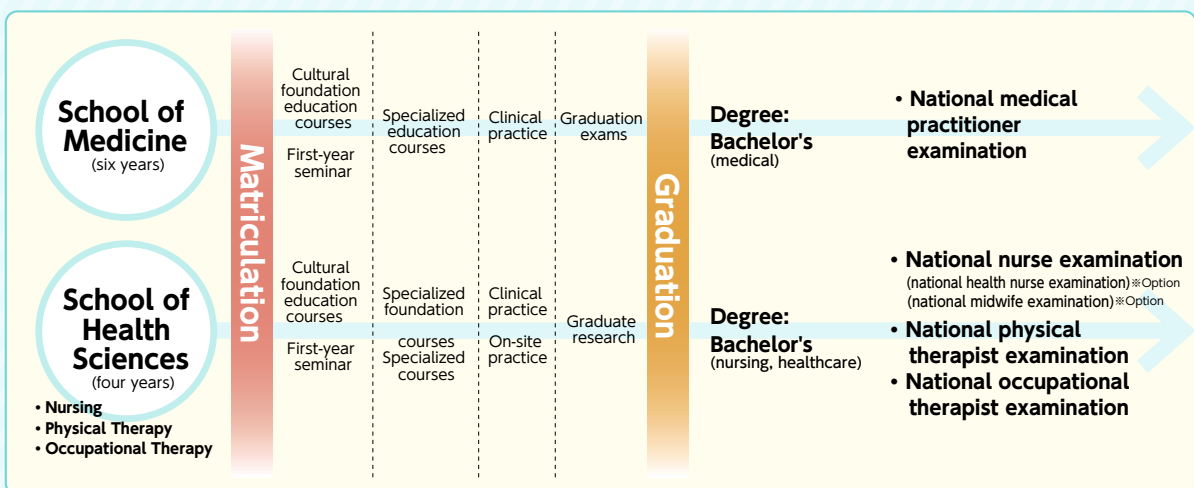 School of
Medicine
(six years)
Matriculation
Cultural
foundation
education
courses
First-year
seminar
Specialized
education
courses
Clinical
practice
Graduation
exams
Graduation
Degree:
Bachelor's
(medical)
• National medical
practitioner
examination
School of
Health
Sciences
(four years)
• Nursing
• Physical Therapy
• Occupational Therapy
Cultural
foundation
education
courses
First-year
seminar
Specialized
foundation
courses
Specialized
courses
Clinical
practice
On-site
practice
Graduate
research
Degree:
Bachelor's
(nursing, healthcare)
• National nurse examination
(national health nurse examination)※Option
(national midwife examination)※Option
• National physical
therapist examination
• National occupational
therapist examination